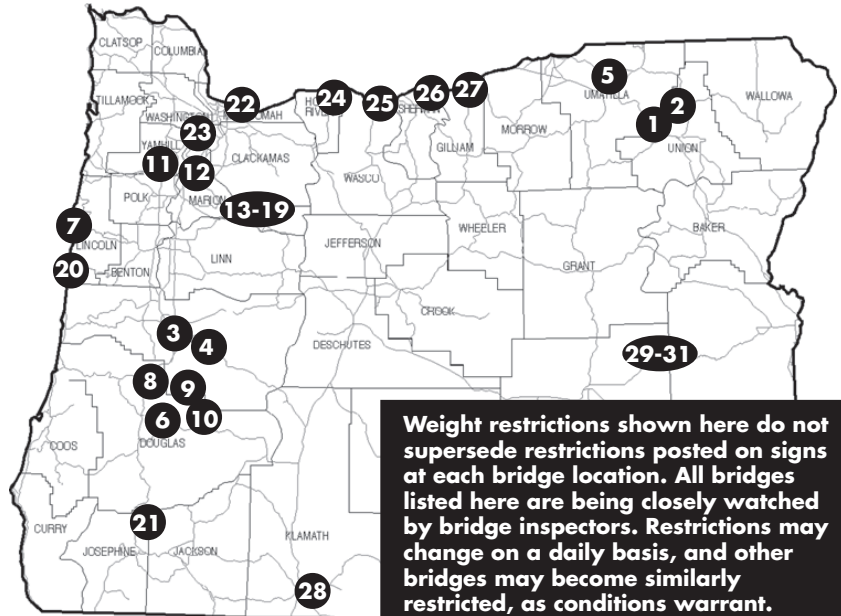 CLATSOP
COLUMBIA
5
22
24
25
26
27
TILLAMOOK
WASHINGTON
2
WALLOWA
UMATILLA
1
23
YAMHILL
GILLIAM
MORROW
UNION
11
12
CLACKAMAS
WASCO
POLK
MARION
13-19
7
LINCOLN
JEFFERSON
WHEELER
BAKER
20
BENTON
LINN
GRANT
CROOK
3
4
DESCHUTES
29-31
8
9
6
10
COOS
DOUGLAS
21
CURRY
JOSEPHINE
JACKSON
KLAMATH
28
Weight restrictions shown here do not
supersede restrictions posted on signs
at each bridge location. All bridges
listed here are being closely watched
by bridge inspectors. Restrictions may
change on a daily basis, and other
bridges may become similarly
restricted, as conditions warrant.